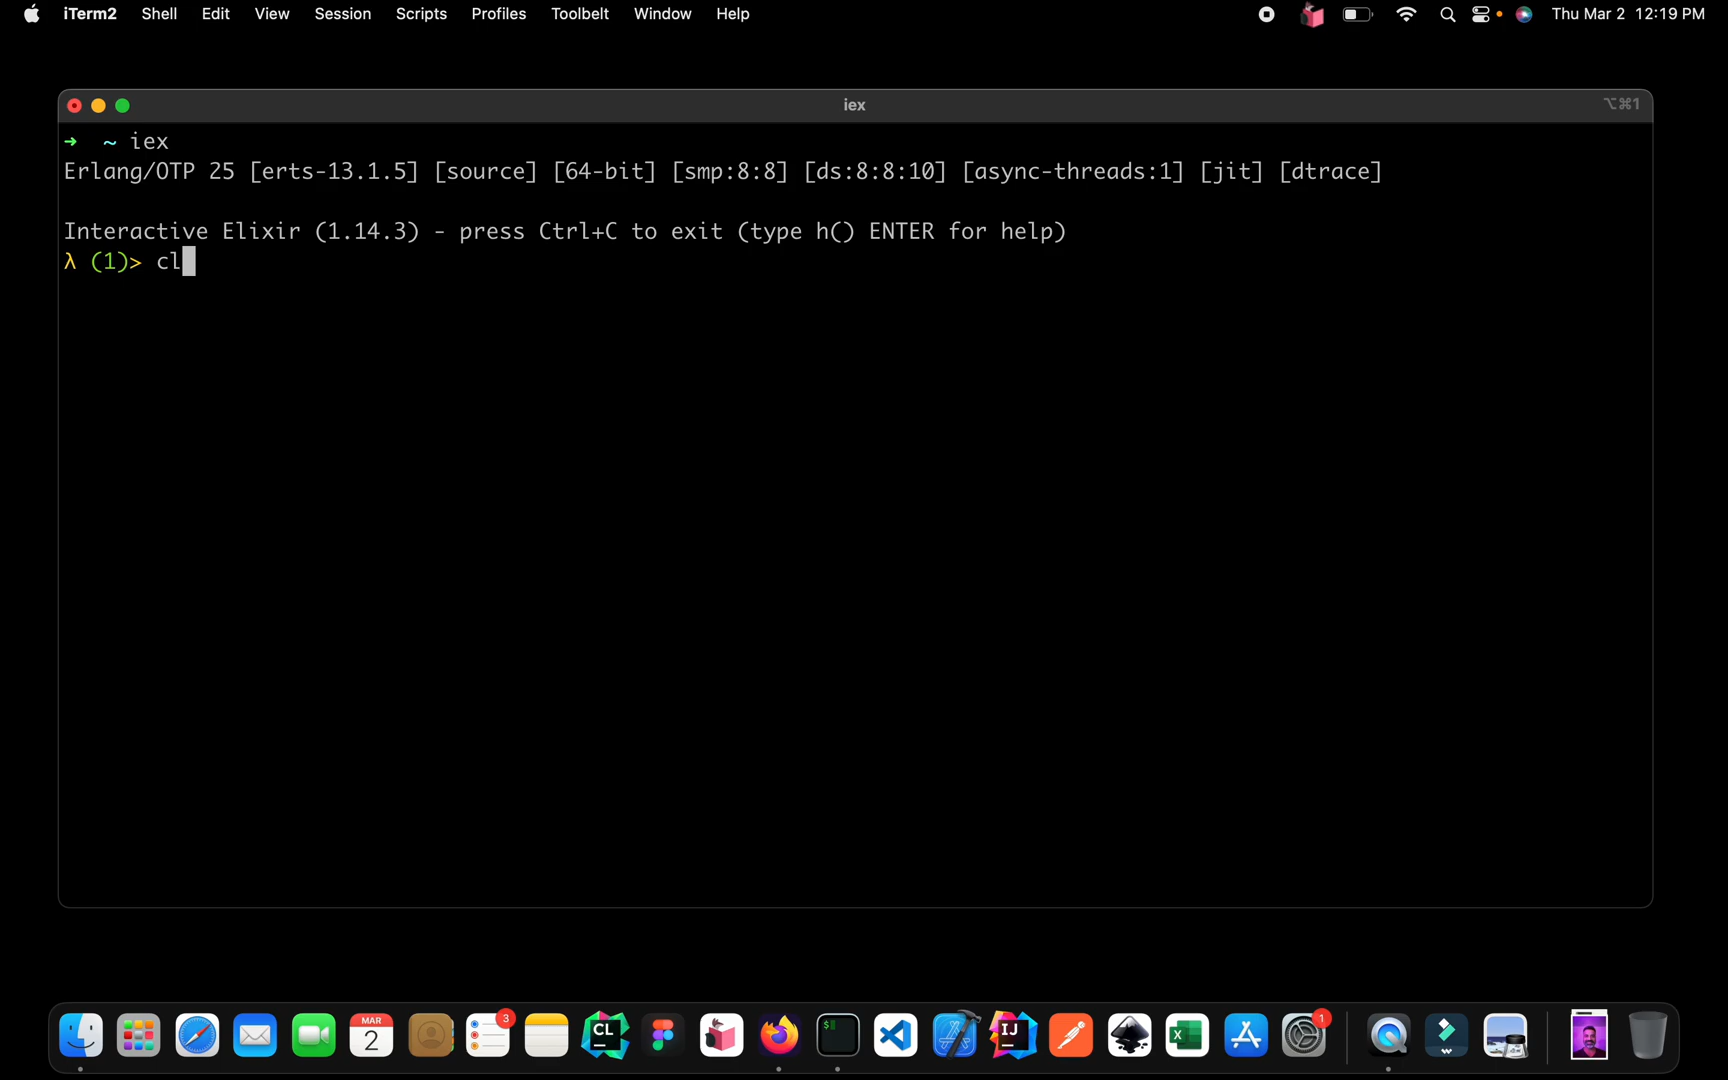 iTerm2 Shell Edit View Session Scripts Profiles Toolbelt Window Help Thu Mar 2 12:19 PM
iex ⌥⌘1
➜ ~ iex
Erlang/OTP 25 [erts-13.1.5] [source] [64-bit] [smp:8:8] [ds:8:8:10] [async-threads:1] [jit] [dtrace]
Interactive Elixir (1.14.3) - press Ctrl+C to exit (type h() ENTER for help)
λ (1)> cl
MAR 3 CL $ IJ 1
2